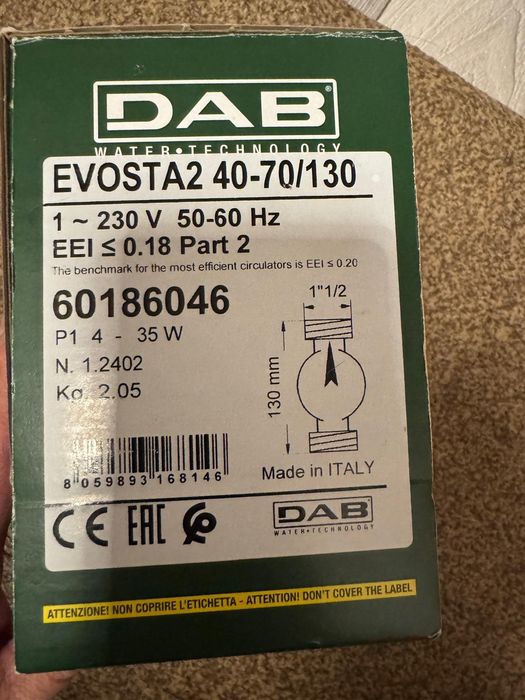 DAB®
WATER•TECHNOLOGY
EVOSTA2 40-70/130
1 ~ 230 V 50-60 Hz
EEI ≤ 0.18 Part 2
The benchmark for the most efficient circulators is EEI ≤ 0.20
60186046
P1 4 - 35 W
N. 1.2402
Kg. 2.05
1"1/2
130 mm
8 059893 168146
Made in ITALY
CE EAC
DAB®
WATER•TECHNOLOGY
ATTENZIONE! NON COPRIRE L'ETICHETTA - ATTENTION! DON'T COVER THE LABEL